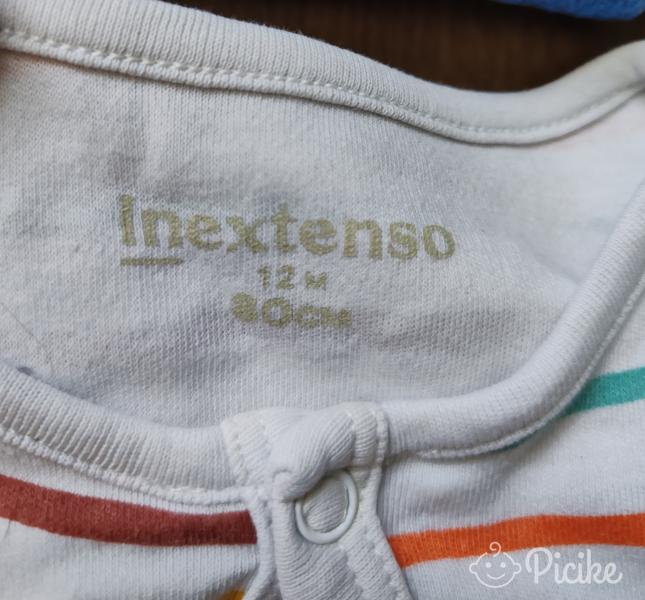 Inextenso
12 M
80CM
Picike